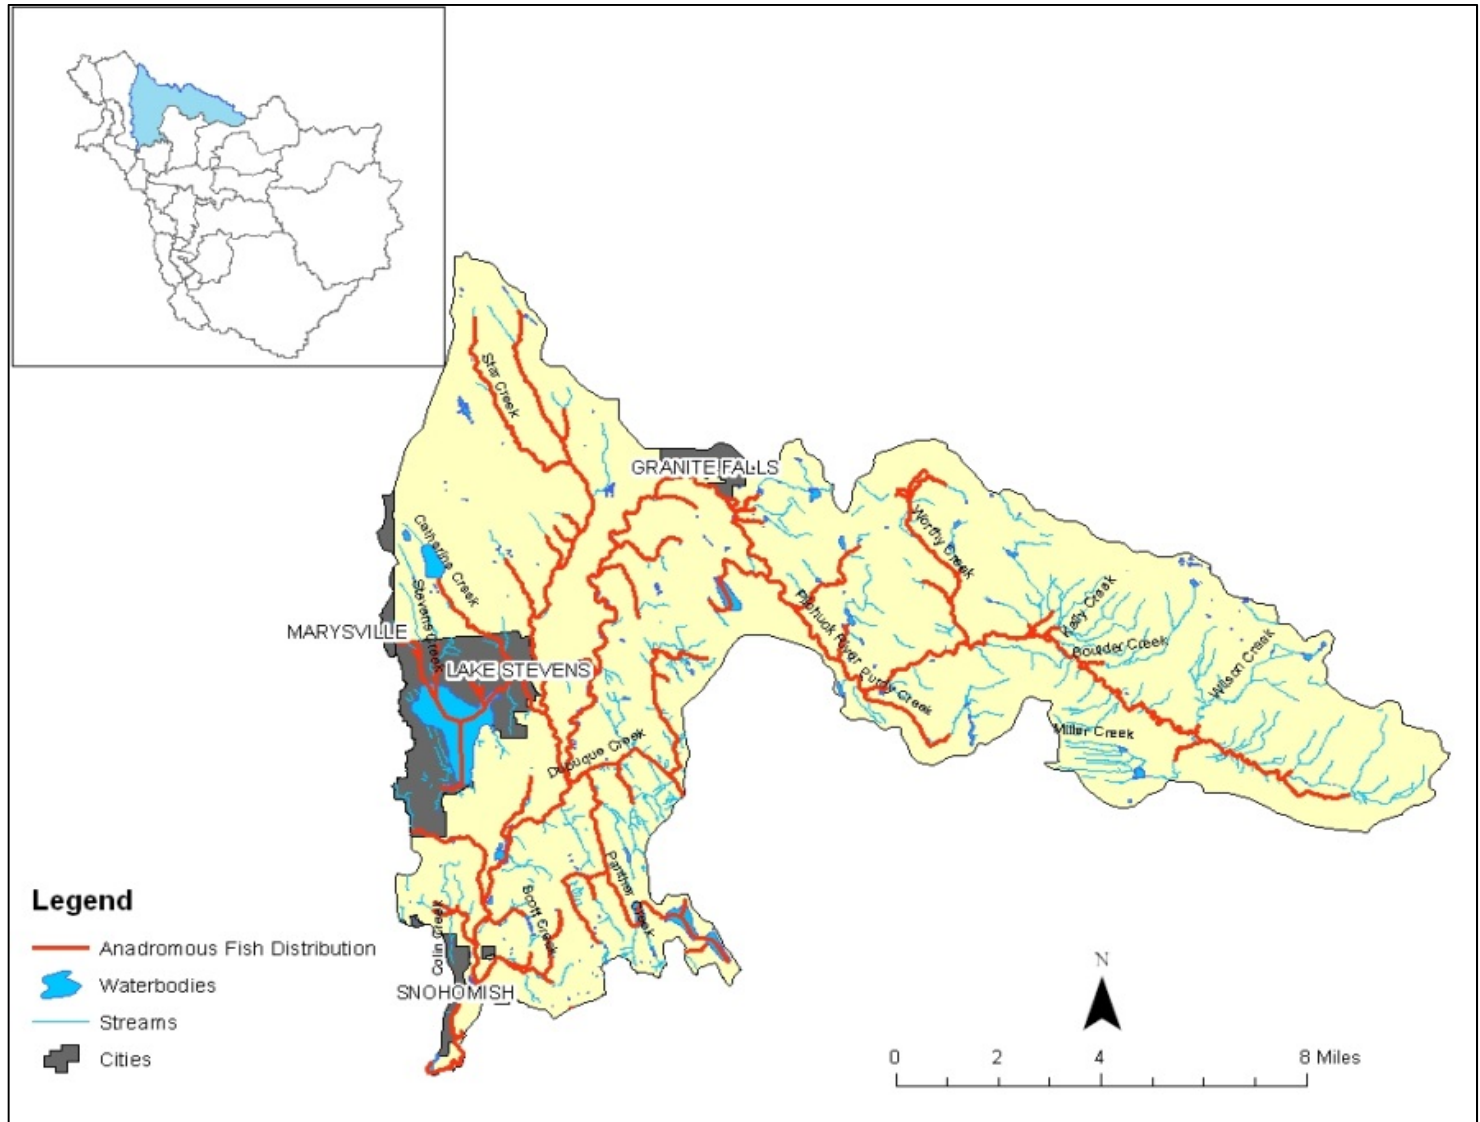 Star Creek
GRANITE FALLS
Worthy Creek
Catherine Creek
Stevens Creek
MARYSVILLE
LAKE STEVENS
Pilchuck River
Purdy Creek
Kelly Creek
Boulder Creek
Wilson Creek
Miller Creek
Dubuque Creek
Panther Creek
Scott Creek
Colin Creek
SNOHOMISH
Legend
Anadromous Fish Distribution
Waterbodies
Streams
Cities
N
0 2 4 8 Miles